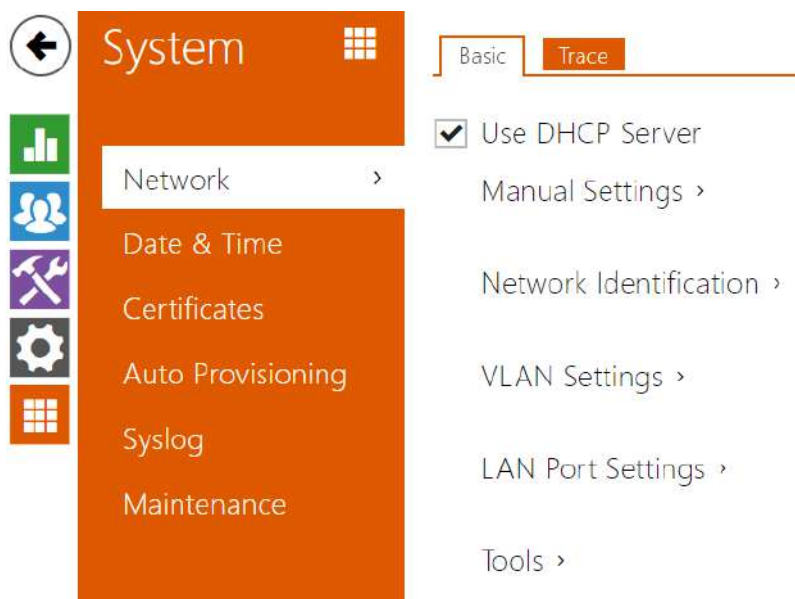 System
Network
Date & Time
Certificates
Auto Provisioning
Syslog
Maintenance
Basic
Trace
Use DHCP Server
Manual Settings
Network Identification
VLAN Settings
LAN Port Settings
Tools